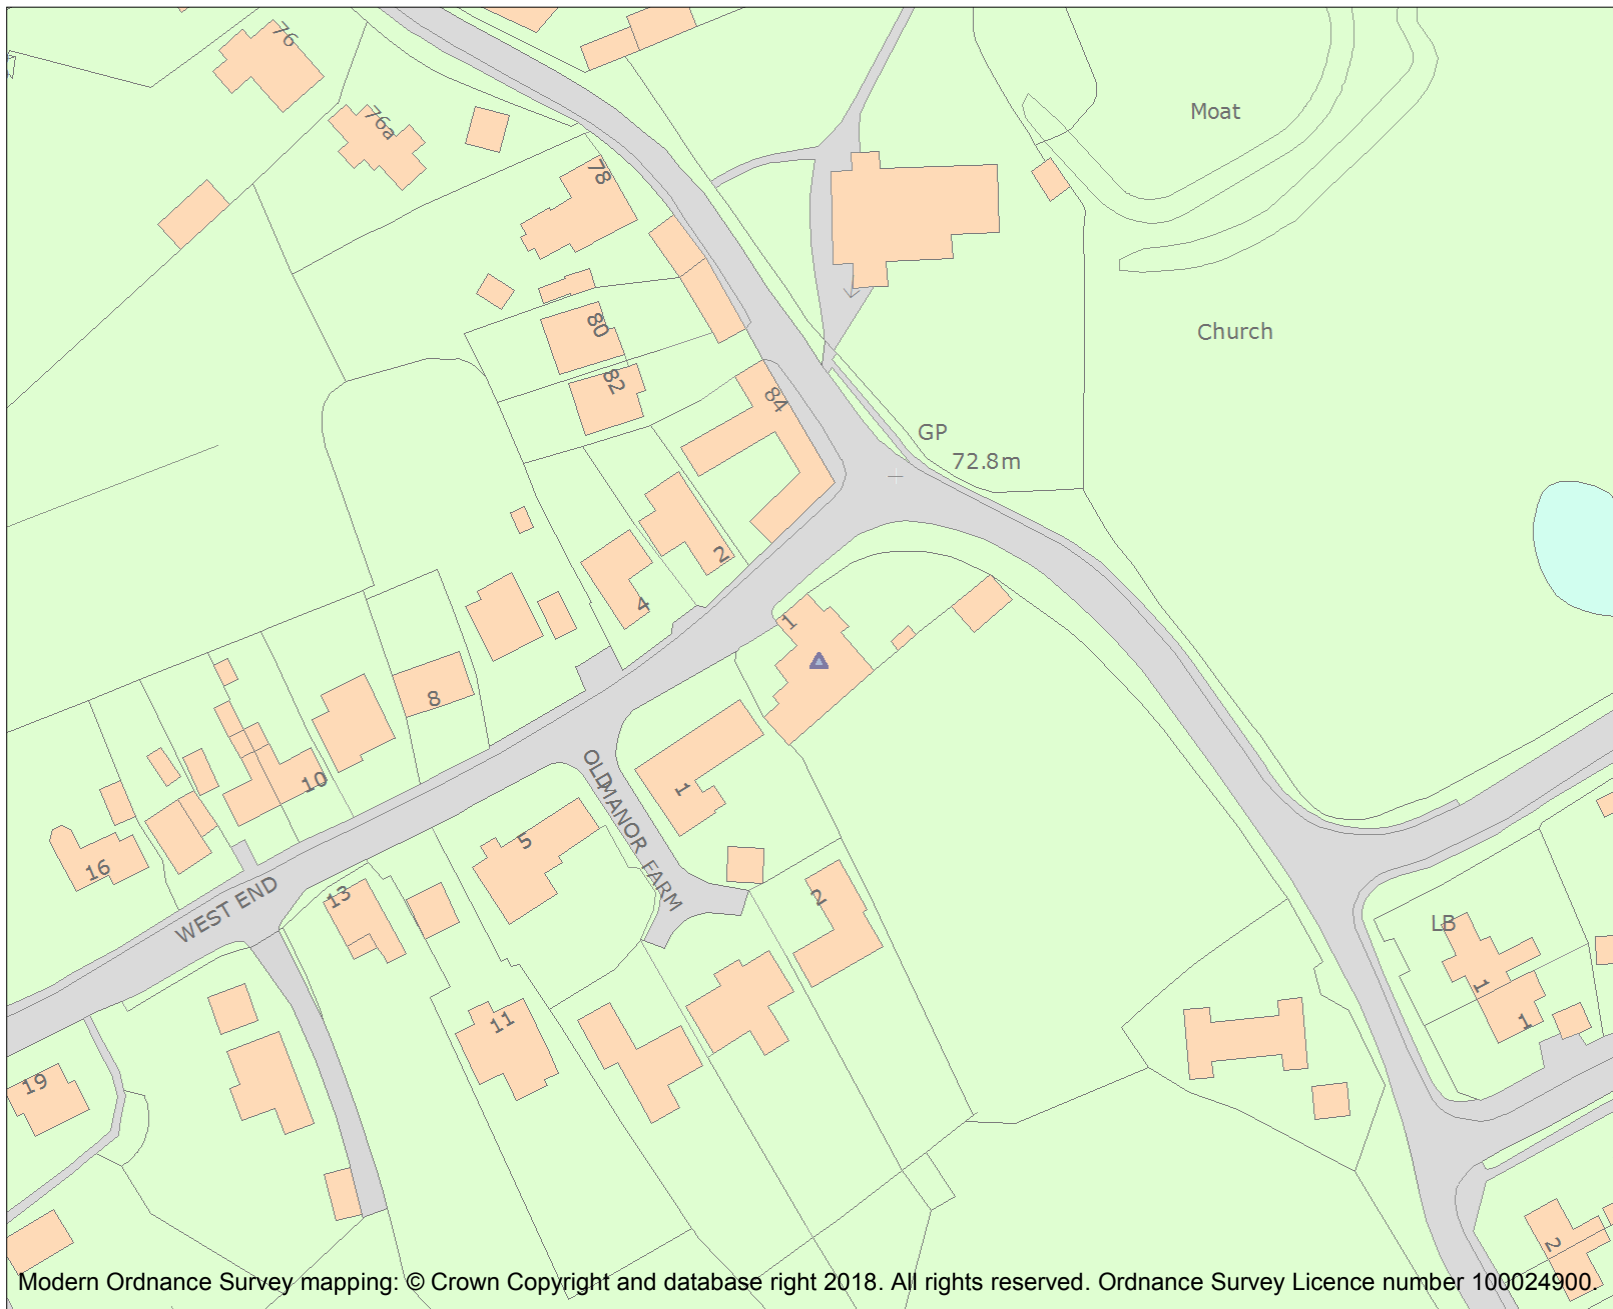 76
76a
Moat
78
80
Church
82
84
GP
72.8m
2
4
1
8
OLD MANOR FARM
10
1
5
16
13
2
WEST END
LB
1
11
1
19
2
Modern Ordnance Survey mapping: © Crown Copyright and database right 2018. All rights reserved. Ordnance Survey Licence number 100024900.